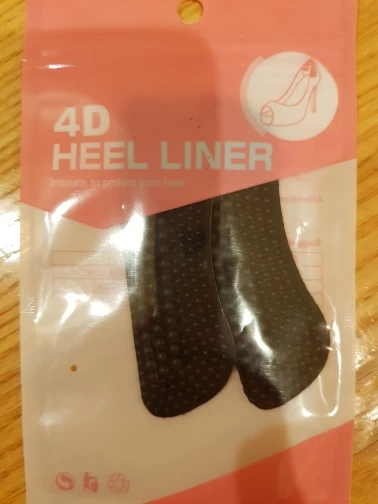 4D
HEEL LINER
Intimate to protect your heel